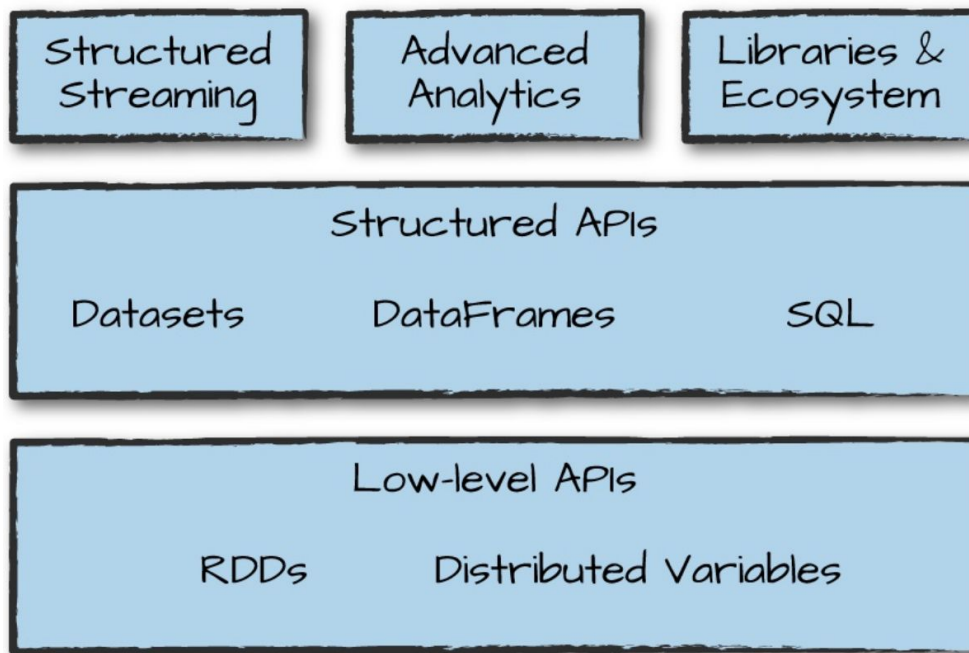 Structured
Streaming
Advanced
Analytics
Libraries &
Ecosystem
Structured APIs
Datasets DataFrames SQL
Low-level APIs
RDDs Distributed Variables